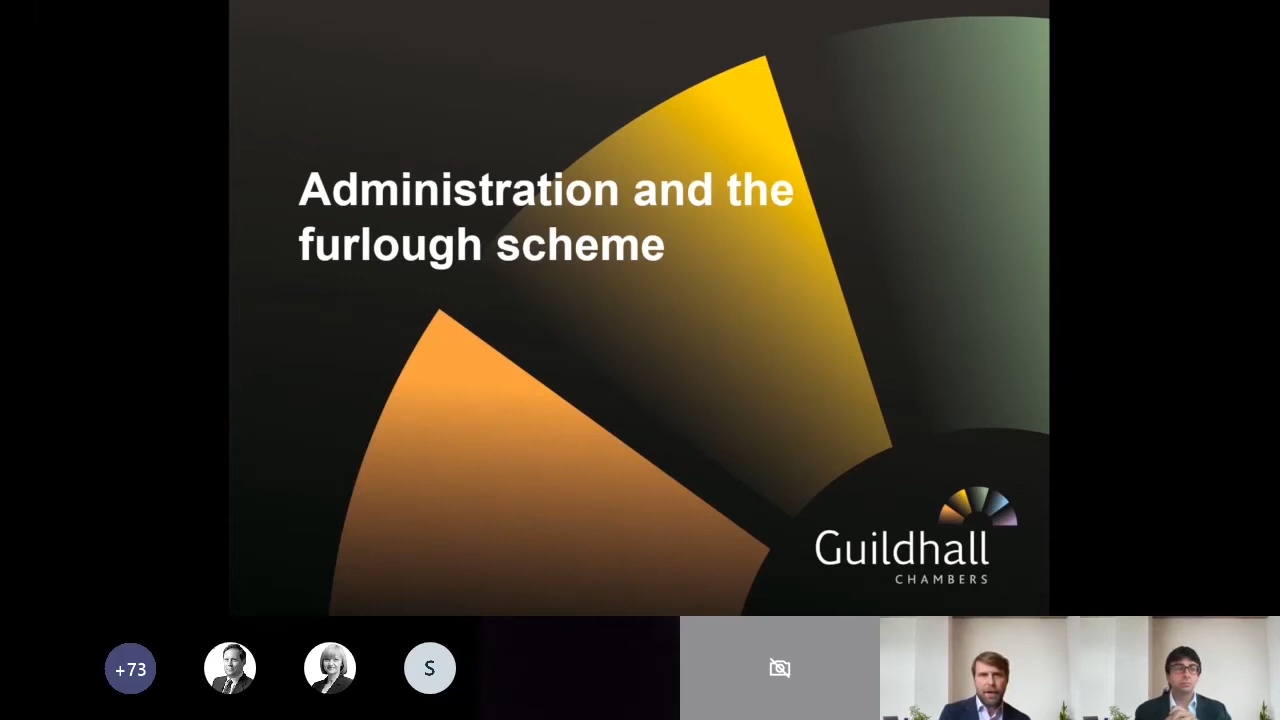 Administration and the
furlough scheme
Guildhall
CHAMBERS
+73
S